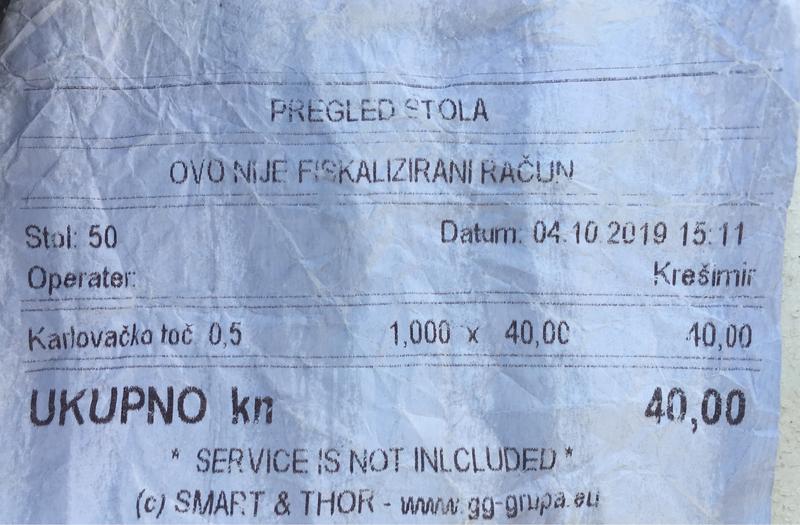 PREGLED STOLA
OVO NIJE FISKALIZIRANI RAČUN
Stol: 50 Datum: 04.10.2019 15:11
Operater: Krešimir
Karlovačko toč 0,5 1,000 x 40,00 40,00
UKUPNO kn 40,00
* SERVICE IS NOT INLCLUDED *
(c) SMART & THOR - www.gg-grupa.eu